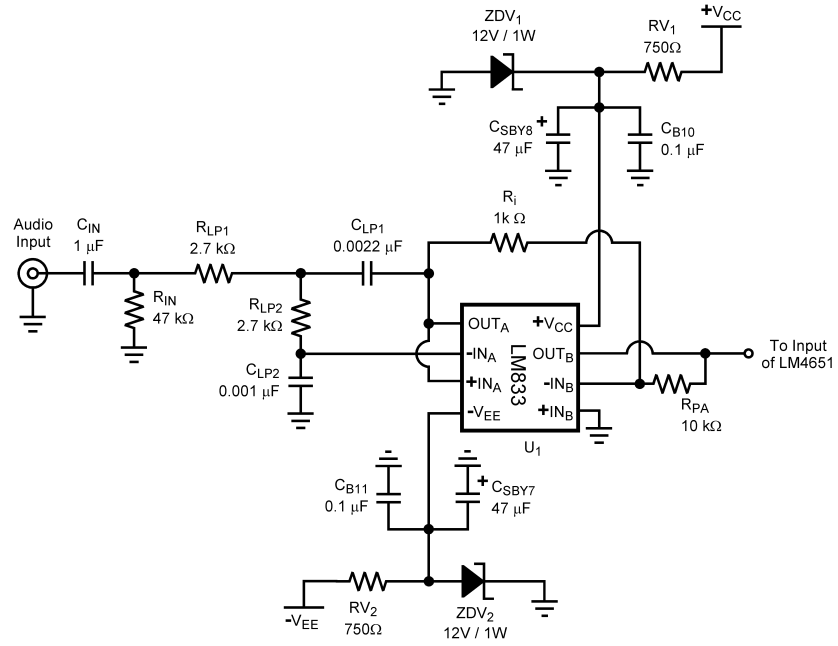 ZDV1
12V / 1W
RV1
750Ω
+VCC
CSBY8
+
47 µF
CB10
0.1 µF
Audio
Input
CIN
1 µF
RLP1
2.7 kΩ
CLP1
0.0022 µF
Ri
1k Ω
RIN
47 kΩ
RLP2
2.7 kΩ
CLP2
0.001 µF
OUTA
-INA
+INA
-VEE
LM833
+VCC
OUTB
-INB
+INB
U1
To Input
of LM4651
RPA
10 kΩ
CB11
0.1 µF
+
CSBY7
47 µF
-VEE
RV2
750Ω
ZDV2
12V / 1W